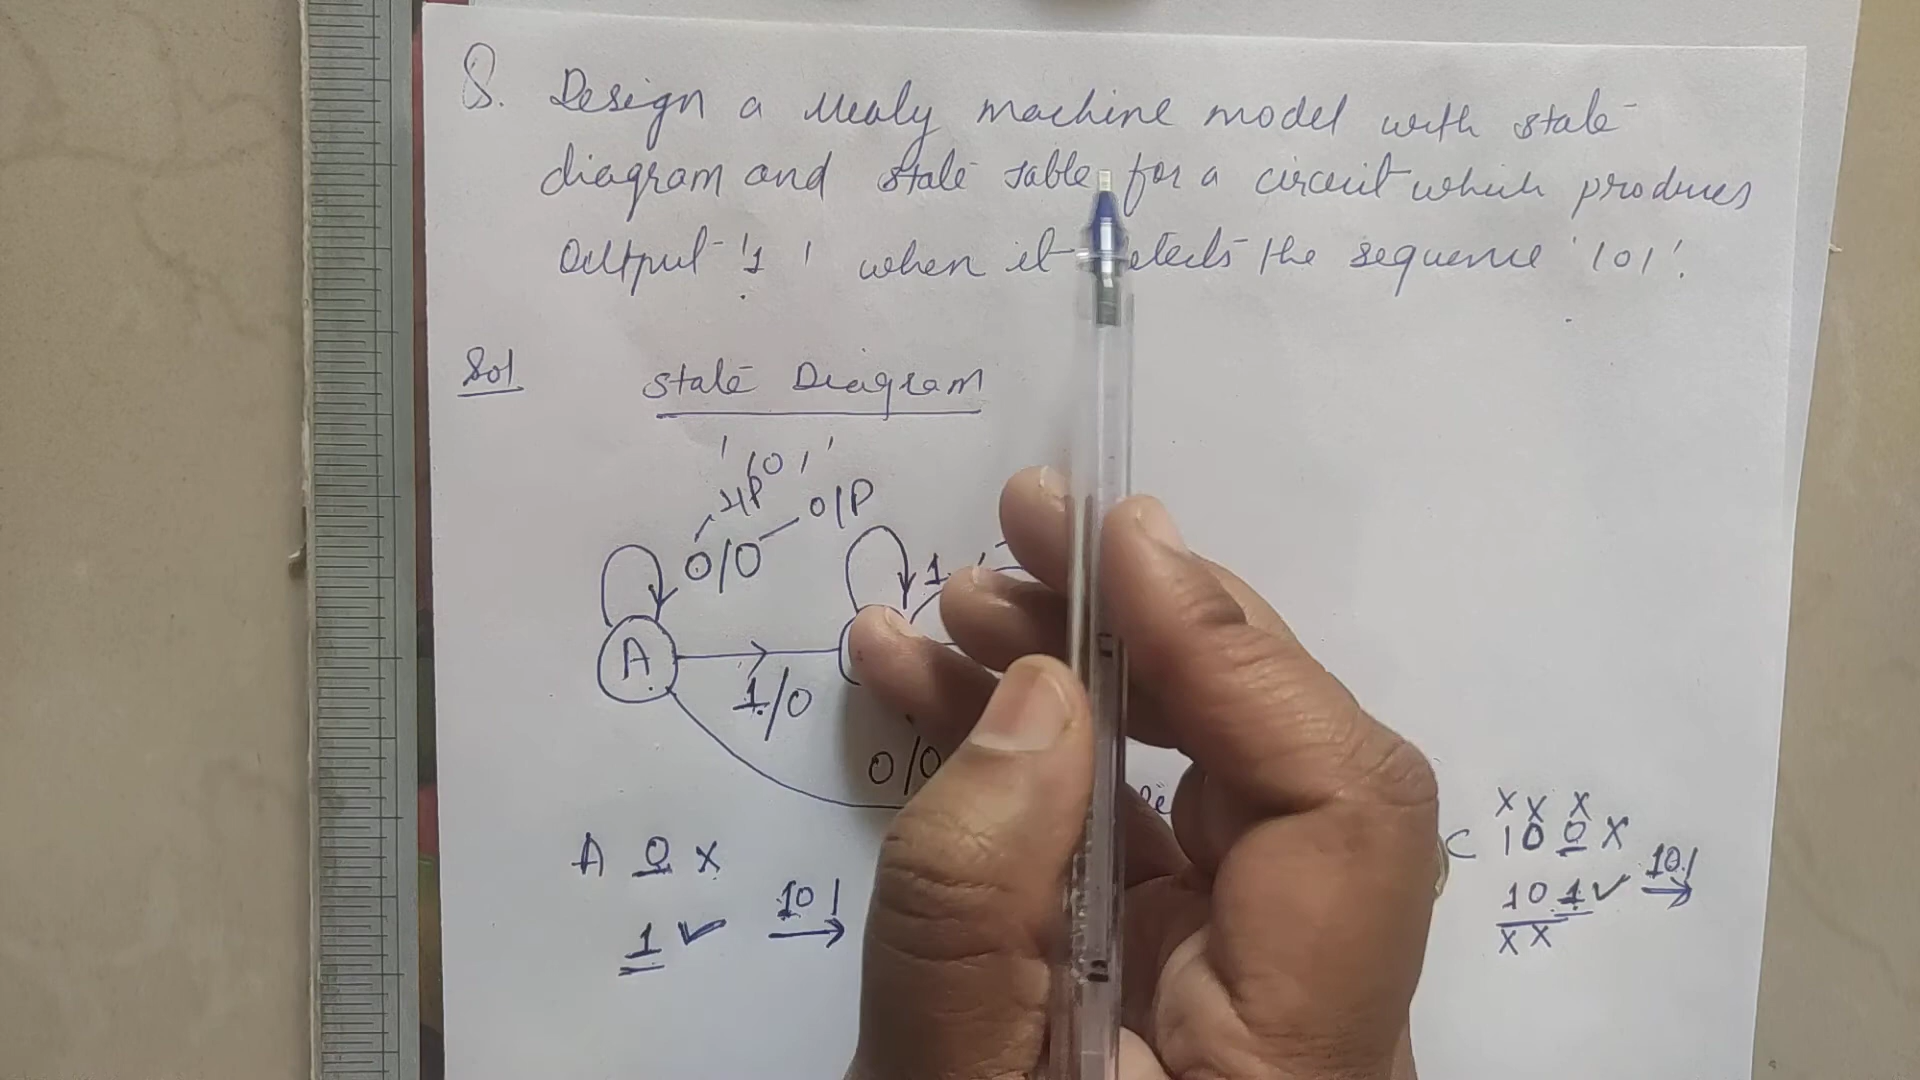 Q. Design a Mealy machine model with state
diagram and state table for a circuit which produces
Output '1' when it detects the sequence '101'.
Sol State Diagram
'101'
I/P O/P
0/0
1
A
1/0
0/0
A 0 x
1 ✓ 101 →
x x x
C 1 0 0 x
1 0 1 ✓ 101 →
x x